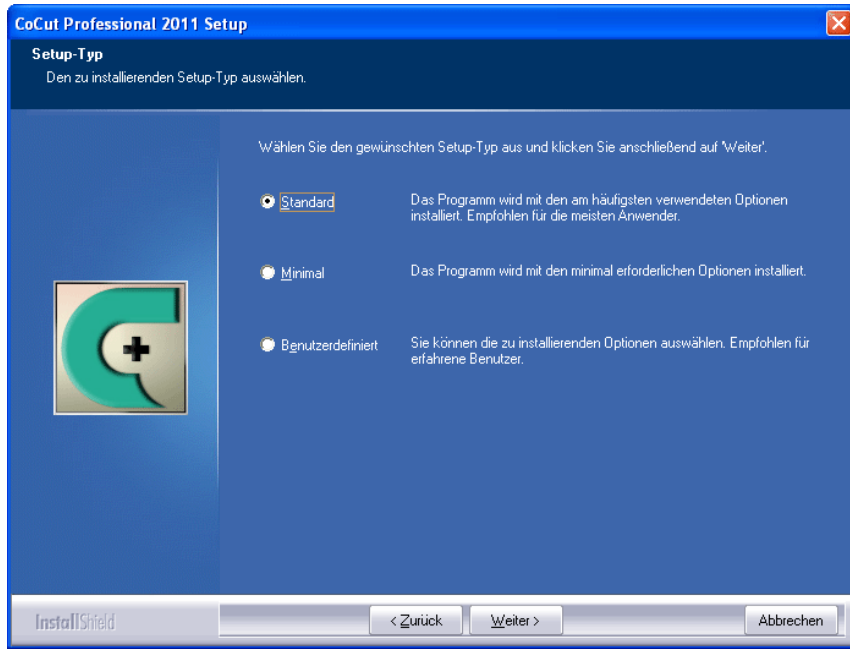 CoCut Professional 2011 Setup
Setup-Typ
Den zu installierenden Setup-Typ auswählen.
Wählen Sie den gewünschten Setup-Typ aus und klicken Sie anschließend auf 'Weiter'.
Standard
Das Programm wird mit den am häufigsten verwendeten Optionen
installiert. Empfohlen für die meisten Anwender.
Minimal
Das Programm wird mit den minimal erforderlichen Optionen installiert.
Benutzerdefiniert
Sie können die zu installierenden Optionen auswählen. Empfohlen für
erfahrene Benutzer.
InstallShield
< Zurück
Weiter >
Abbrechen